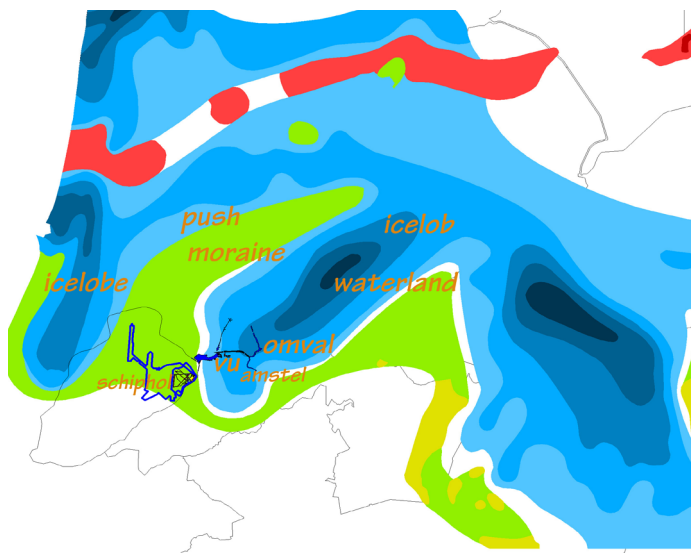 push
icelob
moraine
icelobe
waterland
omval
vu
amstel
schiphol